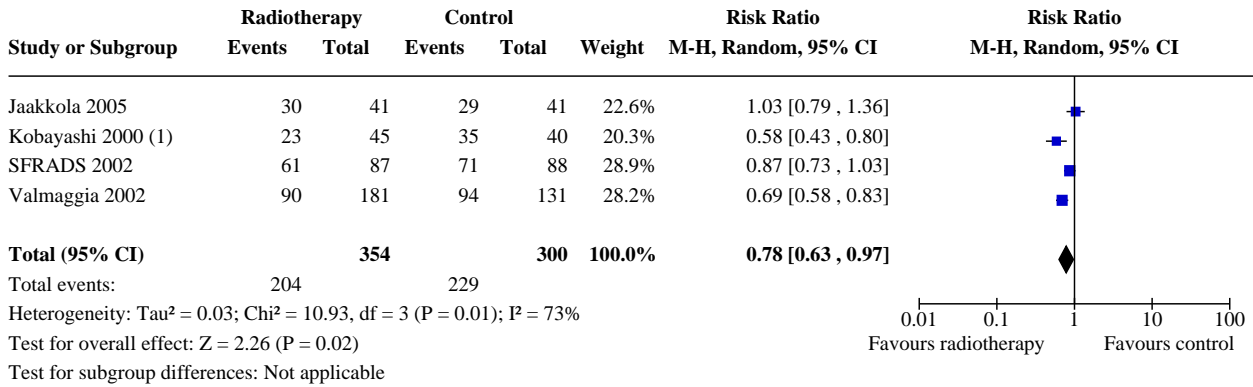 Radiotherapy Control Risk Ratio Risk Ratio
Study or Subgroup Events Total Events Total Weight M-H, Random, 95% CI M-H, Random, 95% CI
Jaakkola 2005 30 41 29 41 22.6% 1.03 [0.79 , 1.36]
Kobayashi 2000 (1) 23 45 35 40 20.3% 0.58 [0.43 , 0.80]
SFRADS 2002 61 87 71 88 28.9% 0.87 [0.73 , 1.03]
Valmaggia 2002 90 181 94 131 28.2% 0.69 [0.58 , 0.83]
Total (95% CI) 354 300 100.0% 0.78 [0.63 , 0.97]
Total events: 204 229
Heterogeneity: Tau² = 0.03; Chi² = 10.93, df = 3 (P = 0.01); I² = 73%
Test for overall effect: Z = 2.26 (P = 0.02)
Test for subgroup differences: Not applicable
0.01 0.1 1 10 100
Favours radiotherapy Favours control